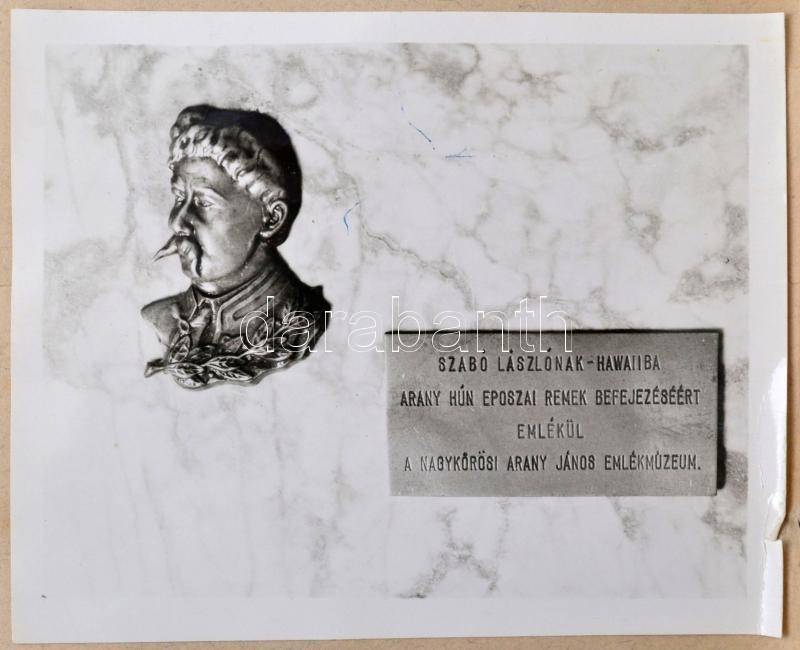 darabanth
SZABÓ LÁSZLÓNAK-HAWAIIBA
ARANY HÚN EPOSZAI REMEK BEFEJEZÉSÉÉRT
EMLÉKÜL
A NAGYKŐRÖSI ARANY JÁNOS EMLÉKMÚZEUM.